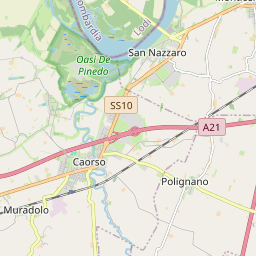 Lombardia
Lodi
San Nazzaro
Oasi De
Pinedo
SS10
A21
Caorso
Polignano
Muradolo